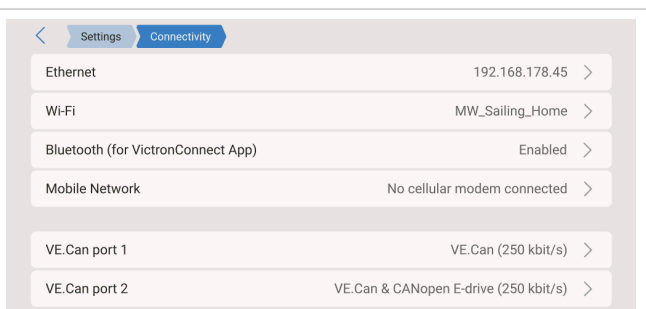 Settings Connectivity
Ethernet 192.168.178.45
Wi-Fi MW_Sailing_Home
Bluetooth (for VictronConnect App) Enabled
Mobile Network No cellular modem connected
VE.Can port 1 VE.Can (250 kbit/s)
VE.Can port 2 VE.Can & CANopen E-drive (250 kbit/s)